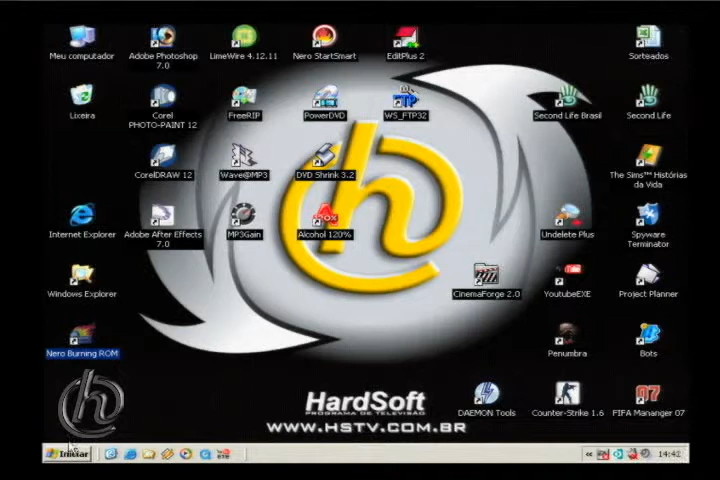 Meu computador
Adobe Photoshop
7.0
LimeWire 4.12.11
Nero StartSmart
EditPlus 2
Sorteados
Lixeira
Corel
PHOTO-PAINT 12
FreeRIP
PowerDVD
WS_FTP32
Second Life Brasil
Second Life
CorelDRAW 12
Wave@MP3
DVD Shrink 3.2
The Sims™ Histórias
da Vida
Internet Explorer
Adobe After Effects
7.0
MP3Gain
Alcohol 120%
Undelete Plus
Spyware
Terminator
Windows Explorer
CinemaForge 2.0
YoutubeEXE
Project Planner
Nero Burning ROM
Penumbra
Bots
HardSoft
PROGRAMA DE TELEVISÃO
WWW.HSTV.COM.BR
DAEMON Tools
Counter-Strike 1.6
FIFA Mananger 07
Iniciar
14:42